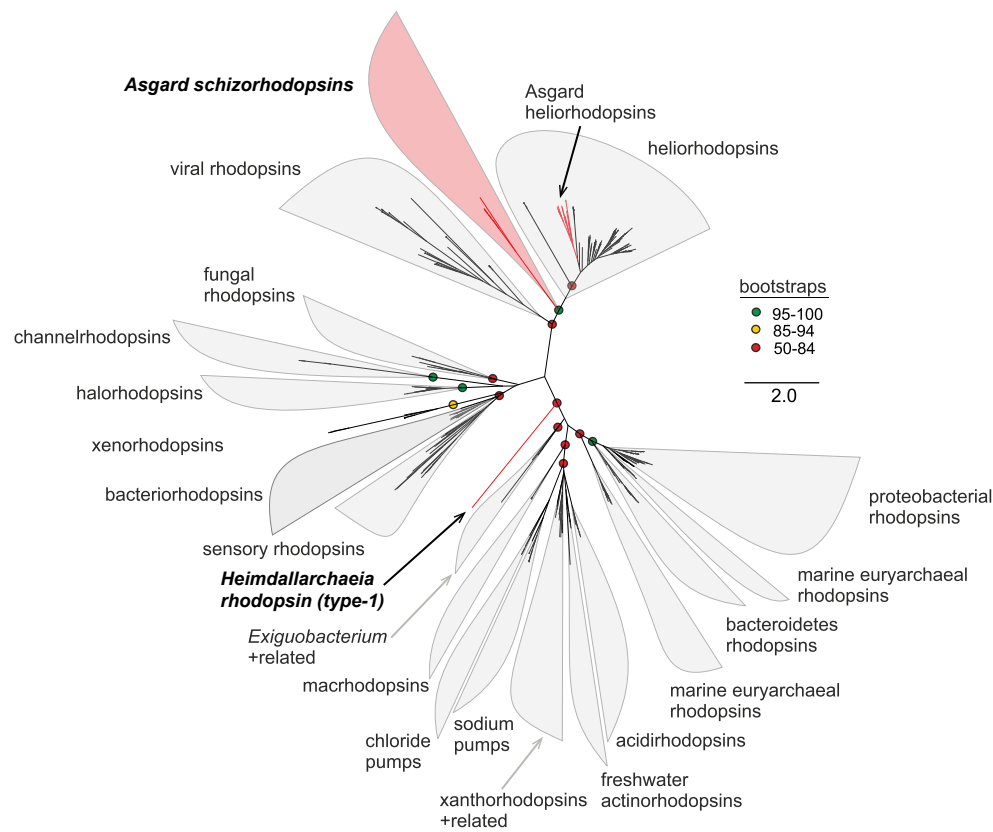 Asgard schizorhodopsins
Asgard
heliorhodopsins
heliorhodopsins
viral rhodopsins
fungal
rhodopsins
bootstraps
95-100
85-94
50-84
2.0
channelrhodopsins
halorhodopsins
xenorhodopsins
bacteriorhodopsins
sensory rhodopsins
Heimdallarchaeia
rhodopsin (type-1)
Exiguobacterium
+related
macrhodopsins
chloride
pumps
sodium
pumps
xanthorhodopsins
+related
freshwater
actinorhodopsins
acidirhodopsins
marine euryarchaeal
rhodopsins
bacteroidetes
rhodopsins
marine euryarchaeal
rhodopsins
proteobacterial
rhodopsins